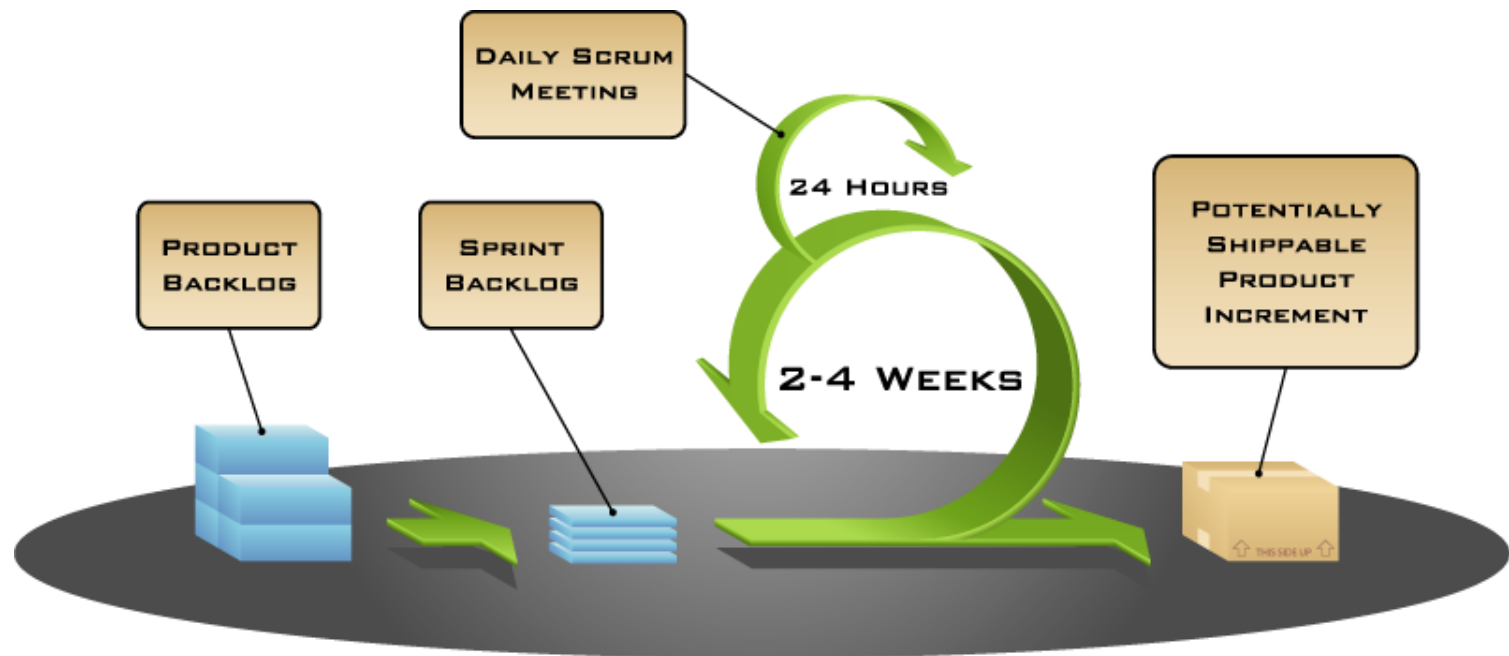 DAILY SCRUM
MEETING
24 HOURS
PRODUCT
BACKLOG
SPRINT
BACKLOG
2-4 WEEKS
POTENTIALLY
SHIPPABLE
PRODUCT
INCREMENT
THIS SIDE UP